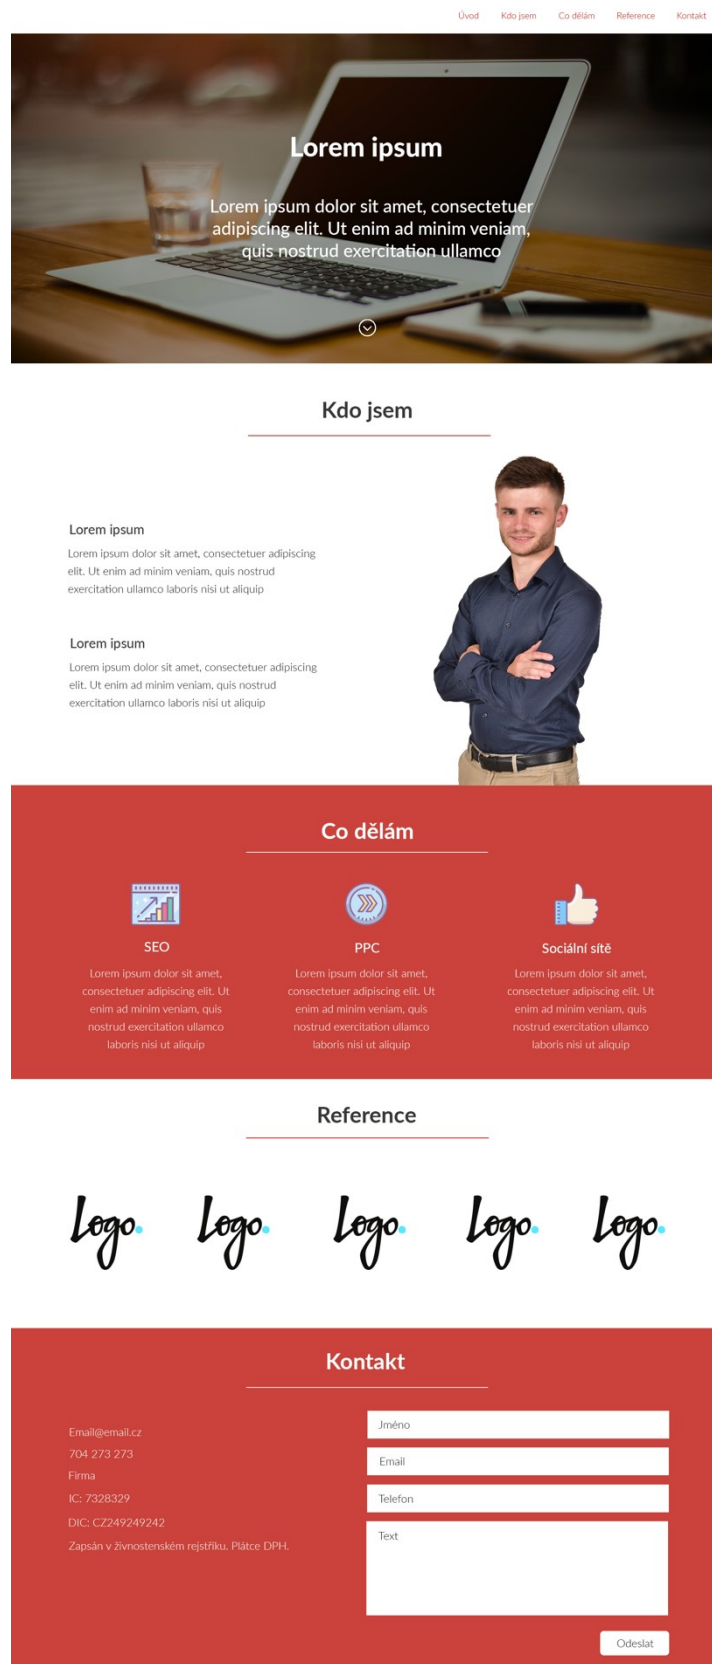 Úvod Kdo jsem Co dělám Reference Kontakt
Lorem ipsum
Lorem ipsum dolor sit amet, consectetuer
adipiscing elit. Ut enim ad minim veniam,
quis nostrud exercitation ullamco
Kdo jsem
Lorem ipsum
Lorem ipsum dolor sit amet, consectetuer adipiscing
elit. Ut enim ad minim veniam, quis nostrud
exercitation ullamco laboris nisi ut aliquip
Lorem ipsum
Lorem ipsum dolor sit amet, consectetuer adipiscing
elit. Ut enim ad minim veniam, quis nostrud
exercitation ullamco laboris nisi ut aliquip
Co dělám
SEO
Lorem ipsum dolor sit amet,
consectetuer adipiscing elit. Ut
enim ad minim veniam, quis
nostrud exercitation ullamco
laboris nisi ut aliquip
PPC
Lorem ipsum dolor sit amet,
consectetuer adipiscing elit. Ut
enim ad minim veniam, quis
nostrud exercitation ullamco
laboris nisi ut aliquip
Sociální sítě
Lorem ipsum dolor sit amet,
consectetuer adipiscing elit. Ut
enim ad minim veniam, quis
nostrud exercitation ullamco
laboris nisi ut aliquip
Reference
Logo. Logo. Logo. Logo. Logo.
Kontakt
Email@email.cz
704 273 273
Firma
IC: 7328329
DIC: CZ249249242
Zapsán v živnostenském rejstříku. Plátce DPH.
Jméno
Email
Telefon
Text
Odeslat